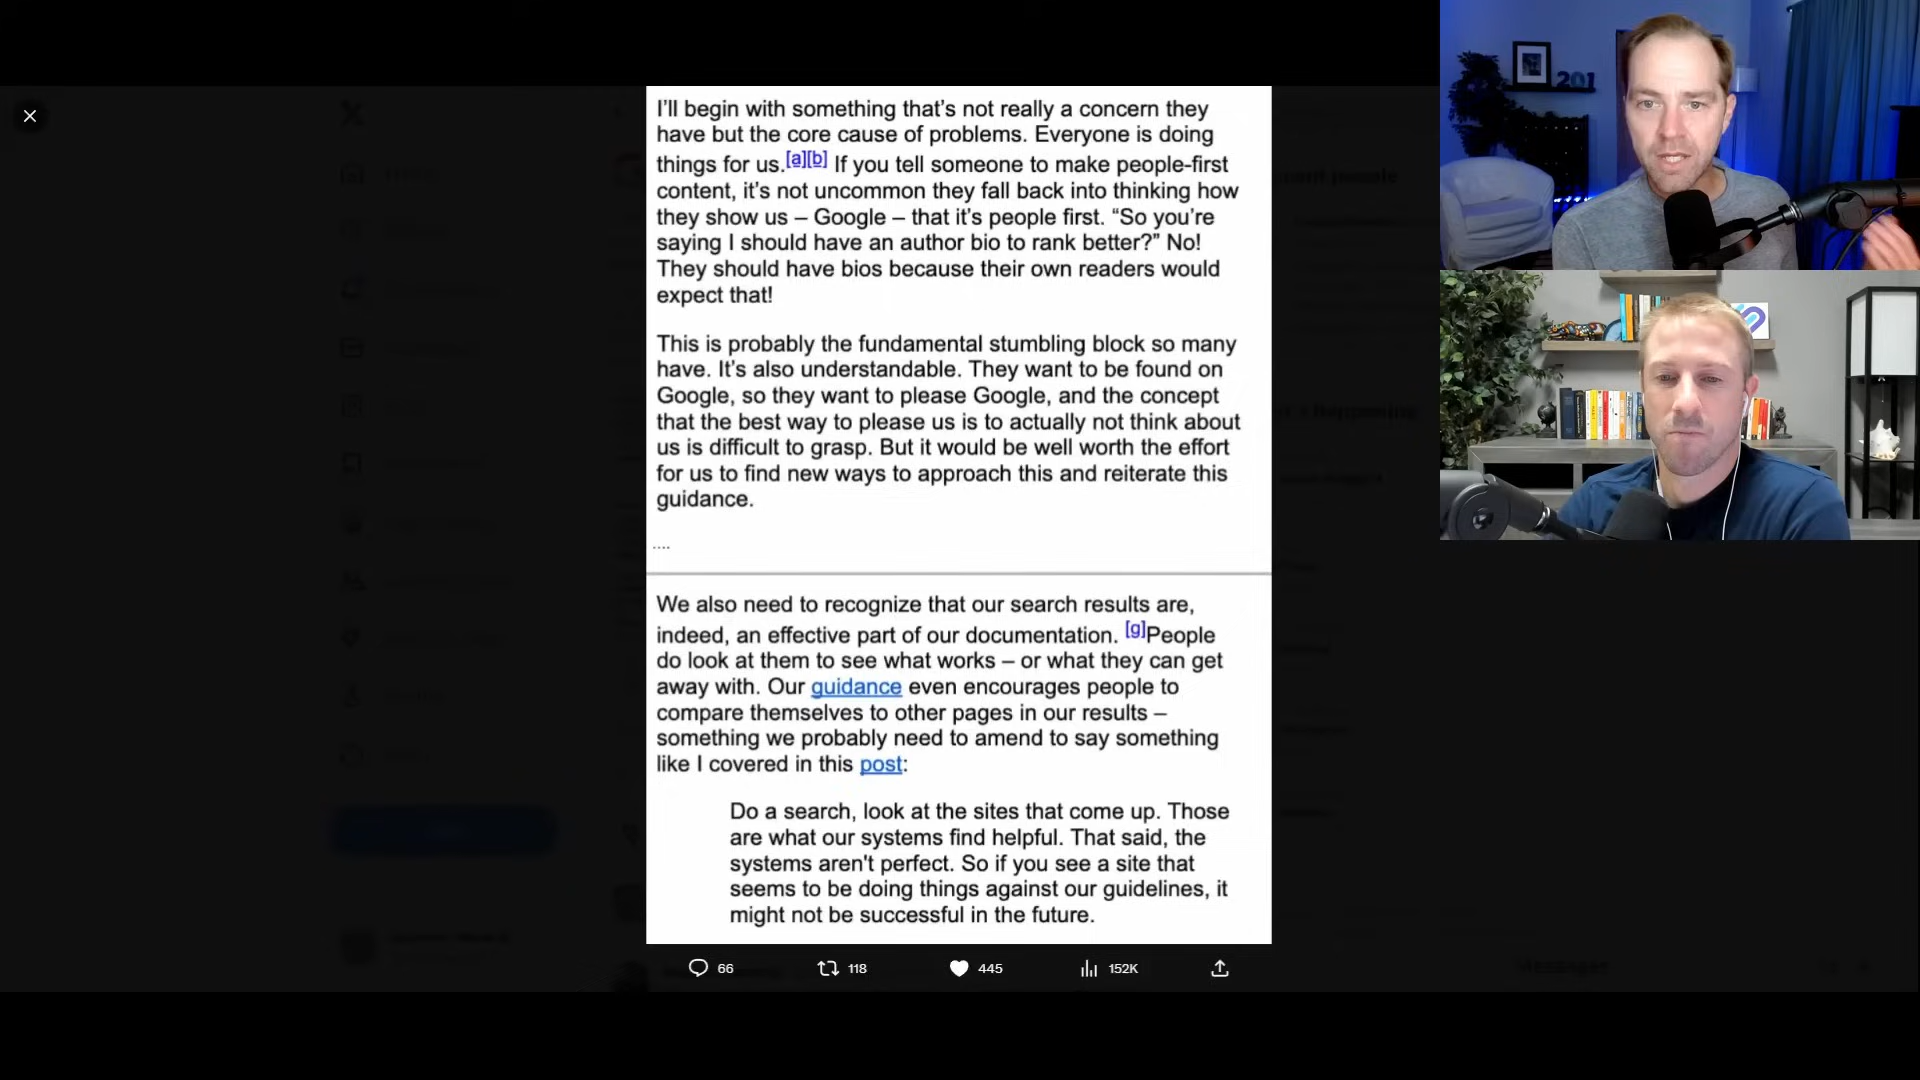 I'll begin with something that's not really a concern they
have but the core cause of problems. Everyone is doing
things for us.[a][b] If you tell someone to make people-first
content, it's not uncommon they fall back into thinking how
they show us – Google – that it's people first. “So you're
saying I should have an author bio to rank better?” No!
They should have bios because their own readers would
expect that!
This is probably the fundamental stumbling block so many
have. It's also understandable. They want to be found on
Google, so they want to please Google, and the concept
that the best way to please us is to actually not think about
us is difficult to grasp. But it would be well worth the effort
for us to find new ways to approach this and reiterate this
guidance.
....
We also need to recognize that our search results are,
indeed, an effective part of our documentation. [g]People
do look at them to see what works – or what they can get
away with. Our guidance even encourages people to
compare themselves to other pages in our results –
something we probably need to amend to say something
like I covered in this post:
Do a search, look at the sites that come up. Those
are what our systems find helpful. That said, the
systems aren't perfect. So if you see a site that
seems to be doing things against our guidelines, it
might not be successful in the future.
66 118 445 152K
201